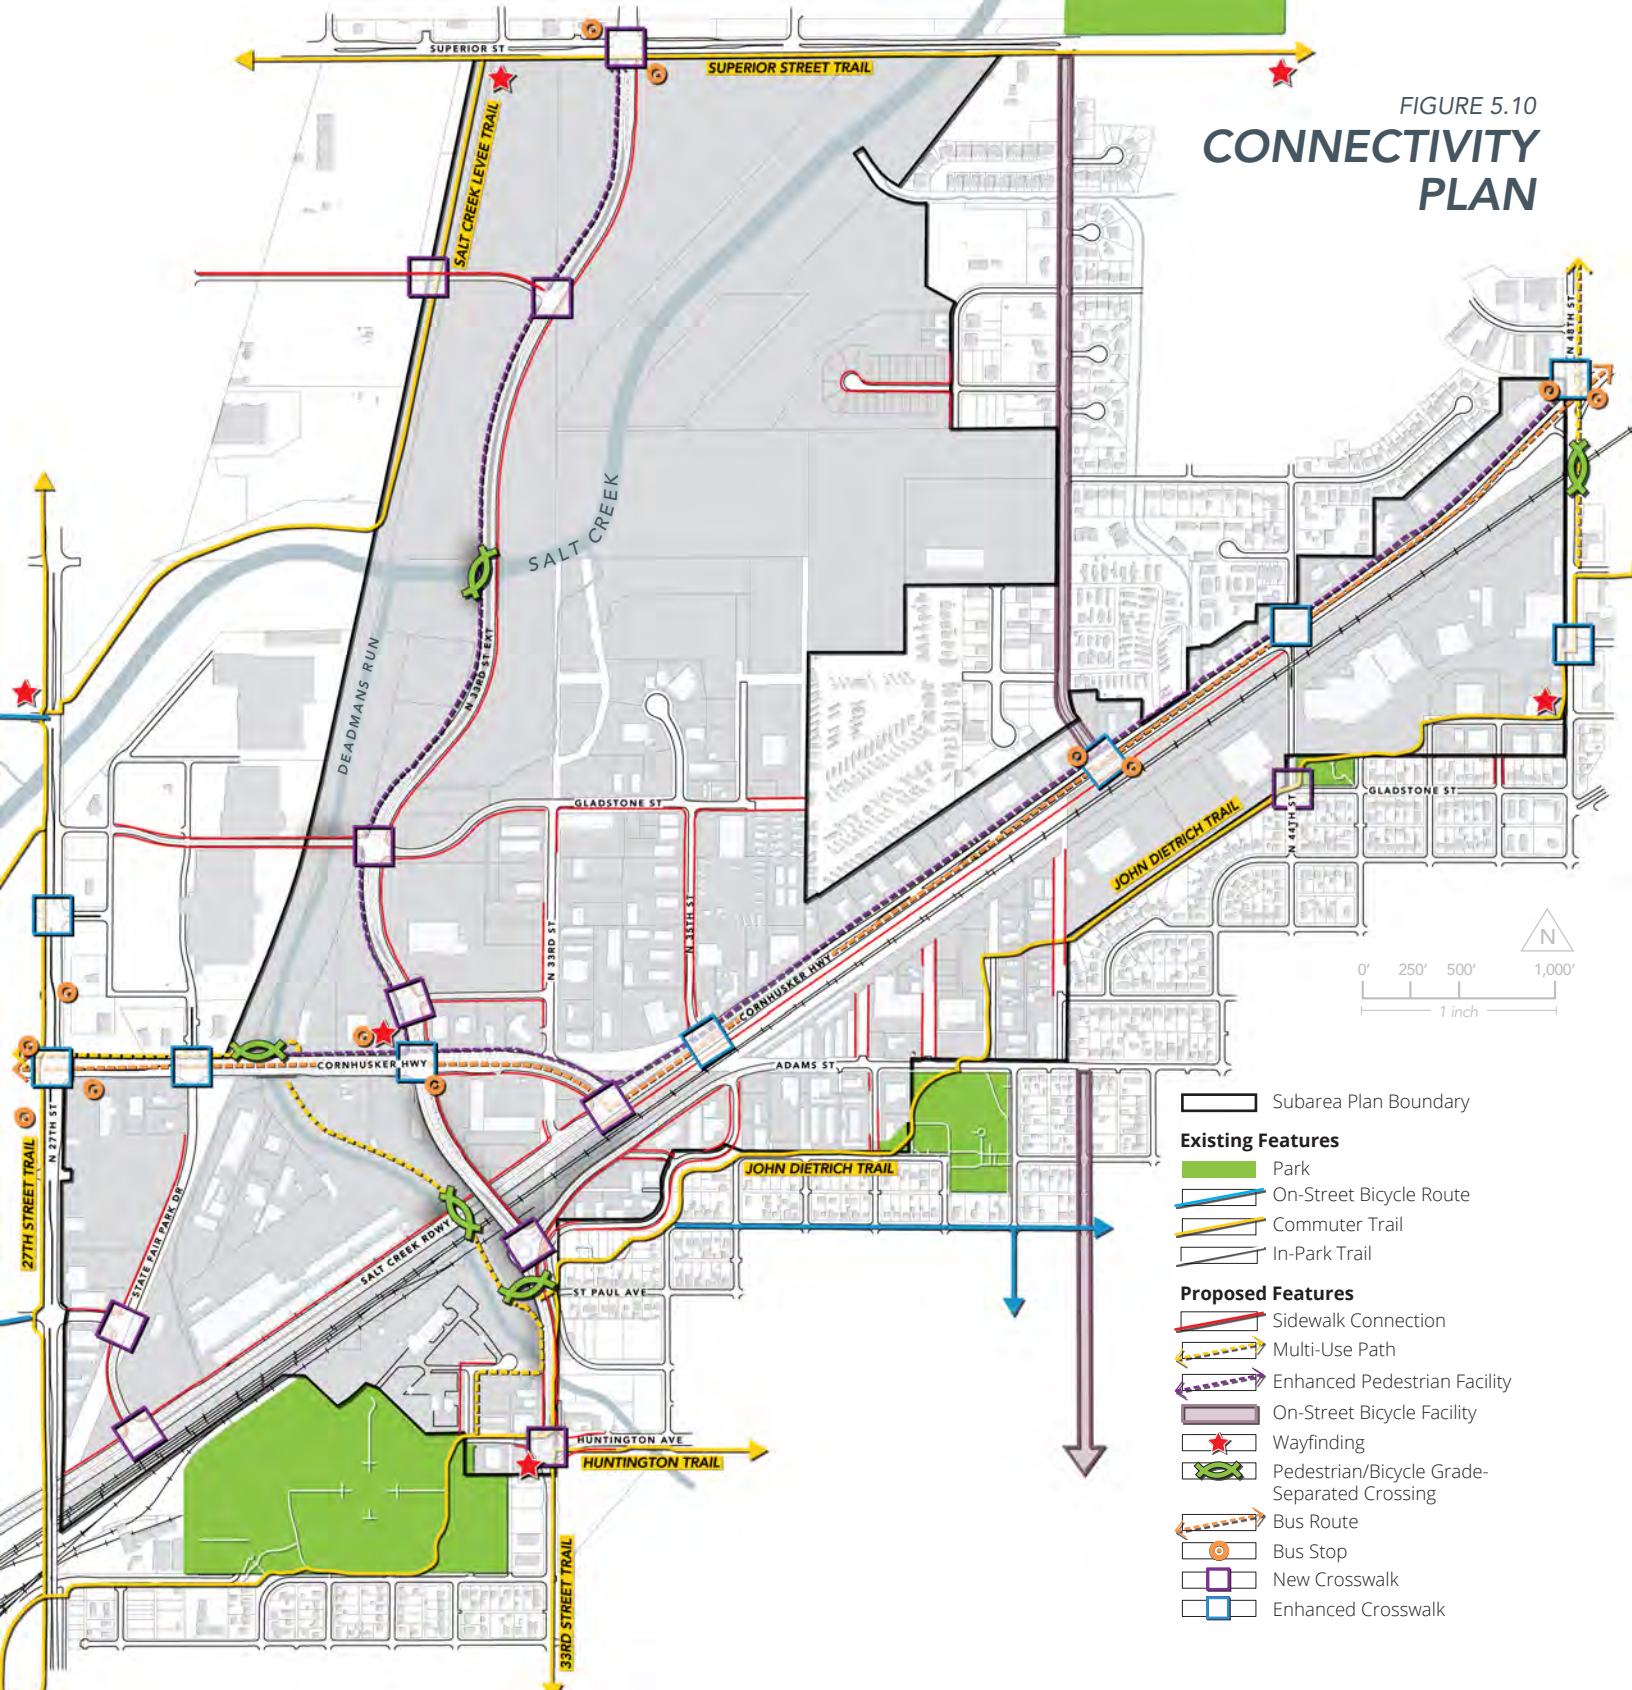 SUPERIOR ST
SUPERIOR STREET TRAIL
FIGURE 5.10
CONNECTIVITY
PLAN
SALT CREEK LEVEE TRAIL
N 48TH ST
SALT CREEK
DEADMANS RUN
N 33RD ST EXT
GLADSTONE ST
GLADSTONE ST
JOHN DIETRICH TRAIL
N 44TH ST
N 33RD ST
N 35TH ST
CORNHUSKER HWY
N
0' 250' 500' 1,000'
1 inch
CORNHUSKER HWY
ADAMS ST
N 27TH ST
27TH STREET TRAIL
STATE FAIR PARK DR
SALT CREEK RDWY
JOHN DIETRICH TRAIL
ST PAUL AVE
HUNTINGTON AVE
HUNTINGTON TRAIL
33RD STREET TRAIL
Subarea Plan Boundary
Existing Features
Park
On-Street Bicycle Route
Commuter Trail
In-Park Trail
Proposed Features
Sidewalk Connection
Multi-Use Path
Enhanced Pedestrian Facility
On-Street Bicycle Facility
Wayfinding
Pedestrian/Bicycle Grade-
Separated Crossing
Bus Route
Bus Stop
New Crosswalk
Enhanced Crosswalk